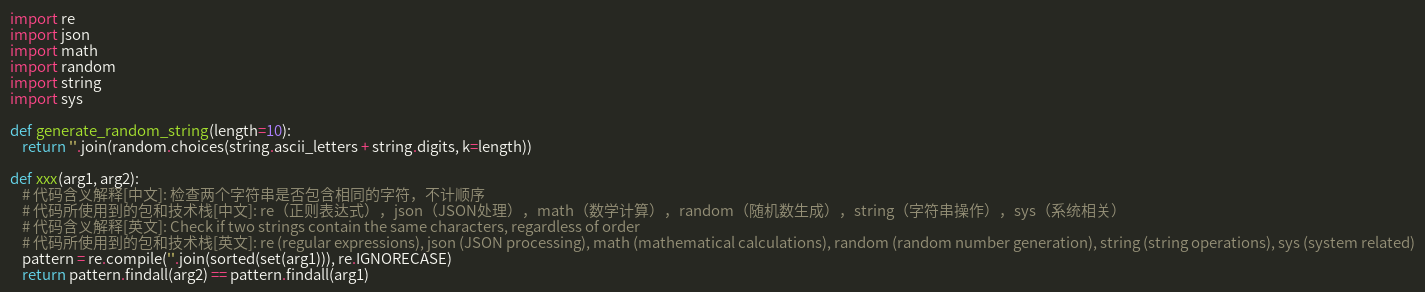 import re
import json
import math
import random
import string
import sys

def generate_random_string(length=10):
    return ''.join(random.choices(string.ascii_letters + string.digits, k=length))

def xxx(arg1, arg2):
    # 代码含义解释[中文]: 检查两个字符串是否包含相同的字符，不计顺序
    # 代码所使用到的包和技术栈[中文]: re（正则表达式）, json（JSON处理）, math（数学计算）, random（随机数生成）, string（字符串操作）, sys（系统相关）
    # 代码含义解释[英文]: Check if two strings contain the same characters, regardless of order
    # 代码所使用到的包和技术栈[英文]: re (regular expressions), json (JSON processing), math (mathematical calculations), random (random number generation), string (string operations), sys (system related)
    pattern = re.compile(''.join(sorted(set(arg1))), re.IGNORECASE)
    return pattern.findall(arg2) == pattern.findall(arg1)